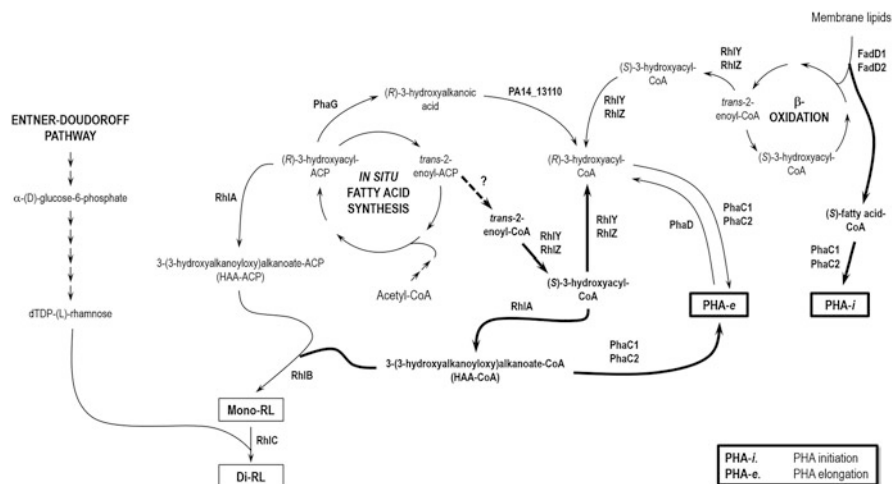 Membrane lipids
FadD1
FadD2
RhlY
RhlZ
(S)-3-hydroxyacyl-
CoA
PhaG
(R)-3-hydroxyalkanoic
acid
PA14_13110
RhlY
RhlZ
trans-2-
enoyl-CoA
β-
OXIDATION
ENTNER-DOUDOROFF
PATHWAY
(R)-3-hydroxyacyl-
ACP
trans-2-
enoyl-ACP
(R)-3-hydroxyacyl-
CoA
(S)-3-hydroxyacyl-
CoA
IN SITU
FATTY ACID
SYNTHESIS
?
α-(D)-glucose-6-phosphate
RhlA
trans-2-
enoyl-CoA
RhlY
RhlZ
RhlY
RhlZ
PhaD
PhaC1
PhaC2
(S)-fatty acid-
CoA
PhaC1
PhaC2
3-(3-hydroxyalkanoyloxy)alkanoate-ACP
(HAA-ACP)
Acetyl-CoA
(S)-3-hydroxyacyl-
CoA
dTDP-(L)-rhamnose
RhlA
PHA-e
PHA-i
RhlB
3-(3-hydroxyalkanoyloxy)alkanoate-CoA
(HAA-CoA)
PhaC1
PhaC2
Mono-RL
RhlC
Di-RL
PHA-i. PHA initiation
PHA-e. PHA elongation